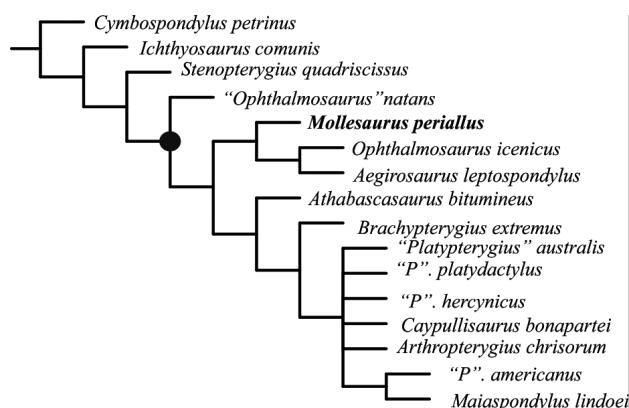 Cymbospondylus petrinus
Ichthyosaurus comunis
Stenopterygius quadriscissus
“Ophthalmosaurus”natans
Mollesaurus periallus
Ophthalmosaurus icenicus
Aegirosaurus leptospondylus
Athabascasaurus bitumineus
Brachypterygius extremus
“Platypterygius” australis
“P”. platydactylus
“P”. hercynicus
Caypullisaurus bonapartei
Arthropterygius chrisorum
“P”. americanus
Maiaspondylus lindoei